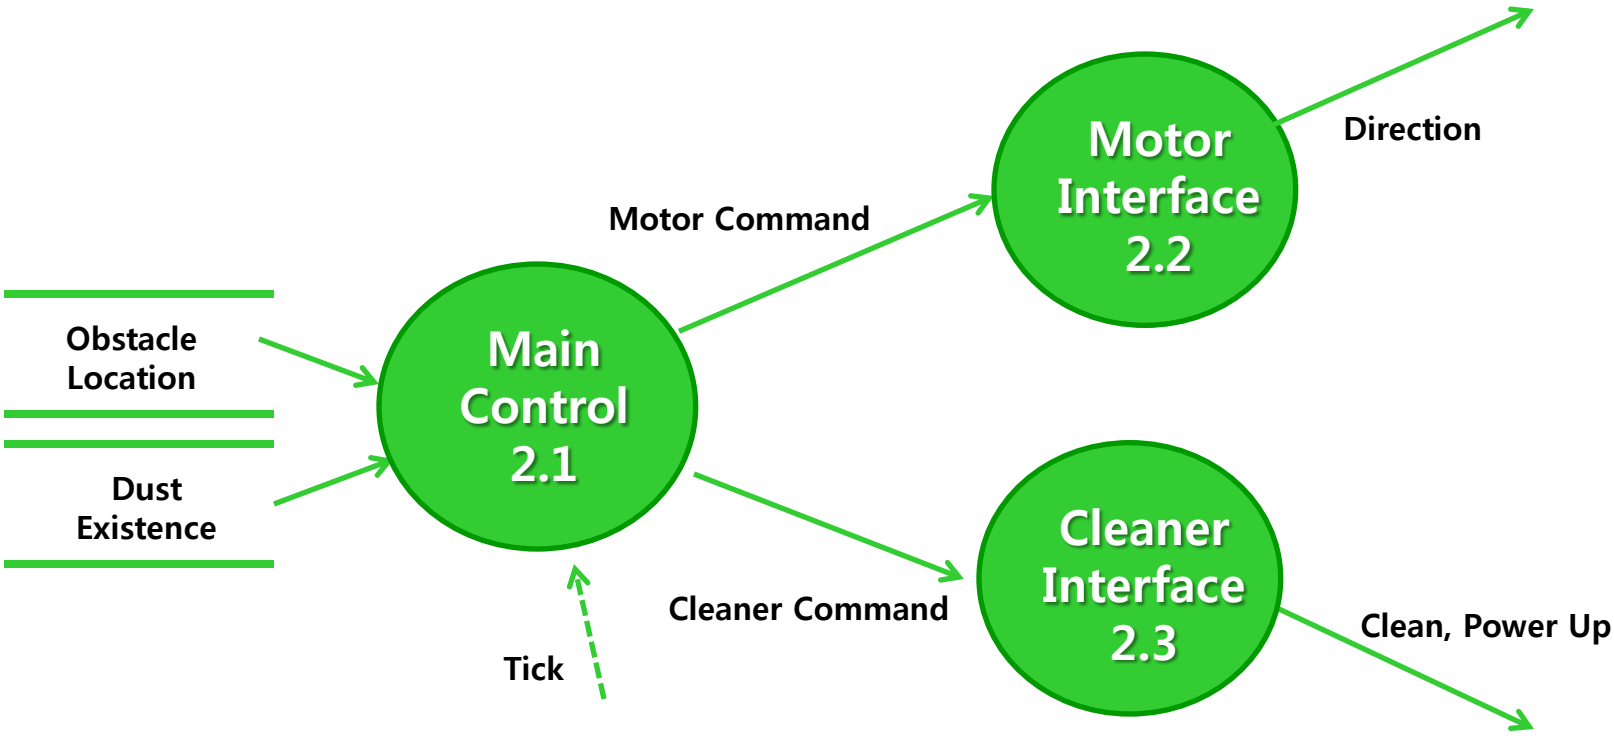 Direction
Motor
Interface
2.2
Motor Command
Obstacle
Location
Main
Control
2.1
Dust
Existence
Cleaner
Interface
2.3
Cleaner Command
Clean, Power Up
Tick